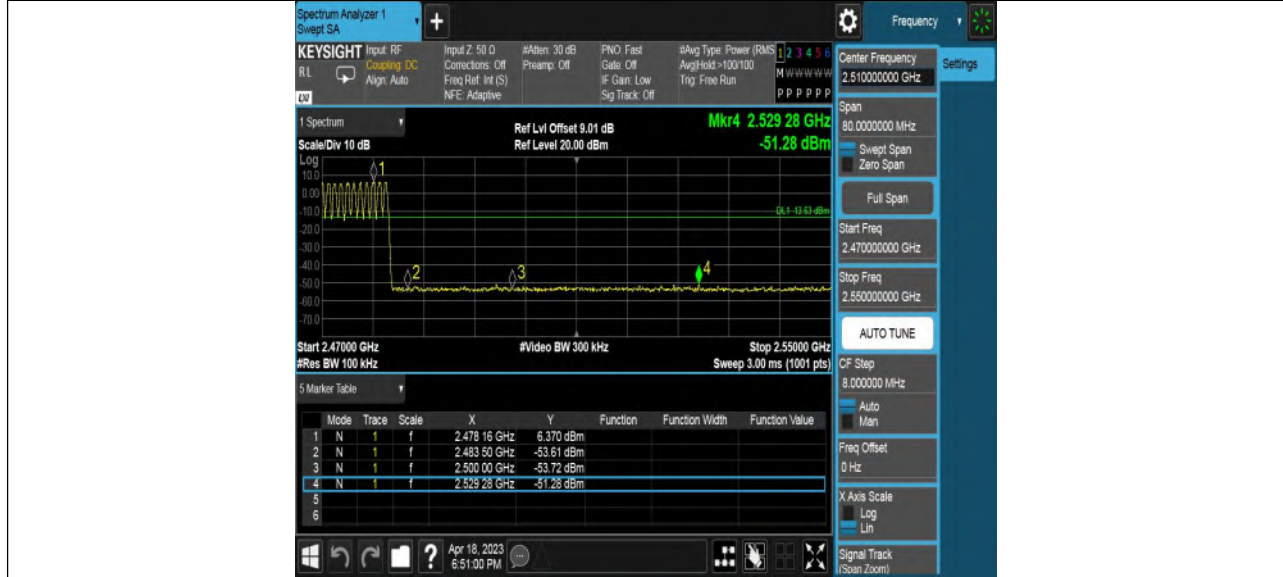 Spectrum Analyzer 1
Swept SA
+
Frequency
KEYSIGHT
RL
Input: RF
Coupling: DC
Align: Auto
Input Z: 50 Ω
Corrections: Off
Freq Ref: Int (S)
NFE: Adaptive
#Atten: 30 dB
Preamp: Off
PNO: Fast
Gate: Off
IF Gain: Low
Sig Track: Off
#Avg Type: Power (RMS
Avg|Hold:>100/100
Trig: Free Run
1 2 3 4 5 6
M W W W W W
P P P P P P
1 Spectrum
Scale/Div 10 dB
Ref Lvl Offset 9.01 dB
Ref Level 20.00 dBm
Mkr4 2.529 28 GHz
-51.28 dBm
Log
10.0
0.00
-10.0
-20.0
-30.0
-40.0
-50.0
-60.0
-70.0
1
2
3
4
DL1 -13.63 dBm
Start 2.47000 GHz
#Res BW 100 kHz
#Video BW 300 kHz
Stop 2.55000 GHz
Sweep 3.00 ms (1001 pts)
5 Marker Table
Mode Trace Scale X Y Function Function Width Function Value
1 N 1 f 2.478 16 GHz 6.370 dBm
2 N 1 f 2.483 50 GHz -53.61 dBm
3 N 1 f 2.500 00 GHz -53.72 dBm
4 N 1 f 2.529 28 GHz -51.28 dBm
5
6
?
Apr 18, 2023
6:51:00 PM
Center Frequency
2.510000000 GHz
Settings
Span
80.0000000 MHz
Swept Span
Zero Span
Full Span
Start Freq
2.470000000 GHz
Stop Freq
2.550000000 GHz
AUTO TUNE
CF Step
8.000000 MHz
Auto
Man
Freq Offset
0 Hz
X Axis Scale
Log
Lin
Signal Track
(Span Zoom)